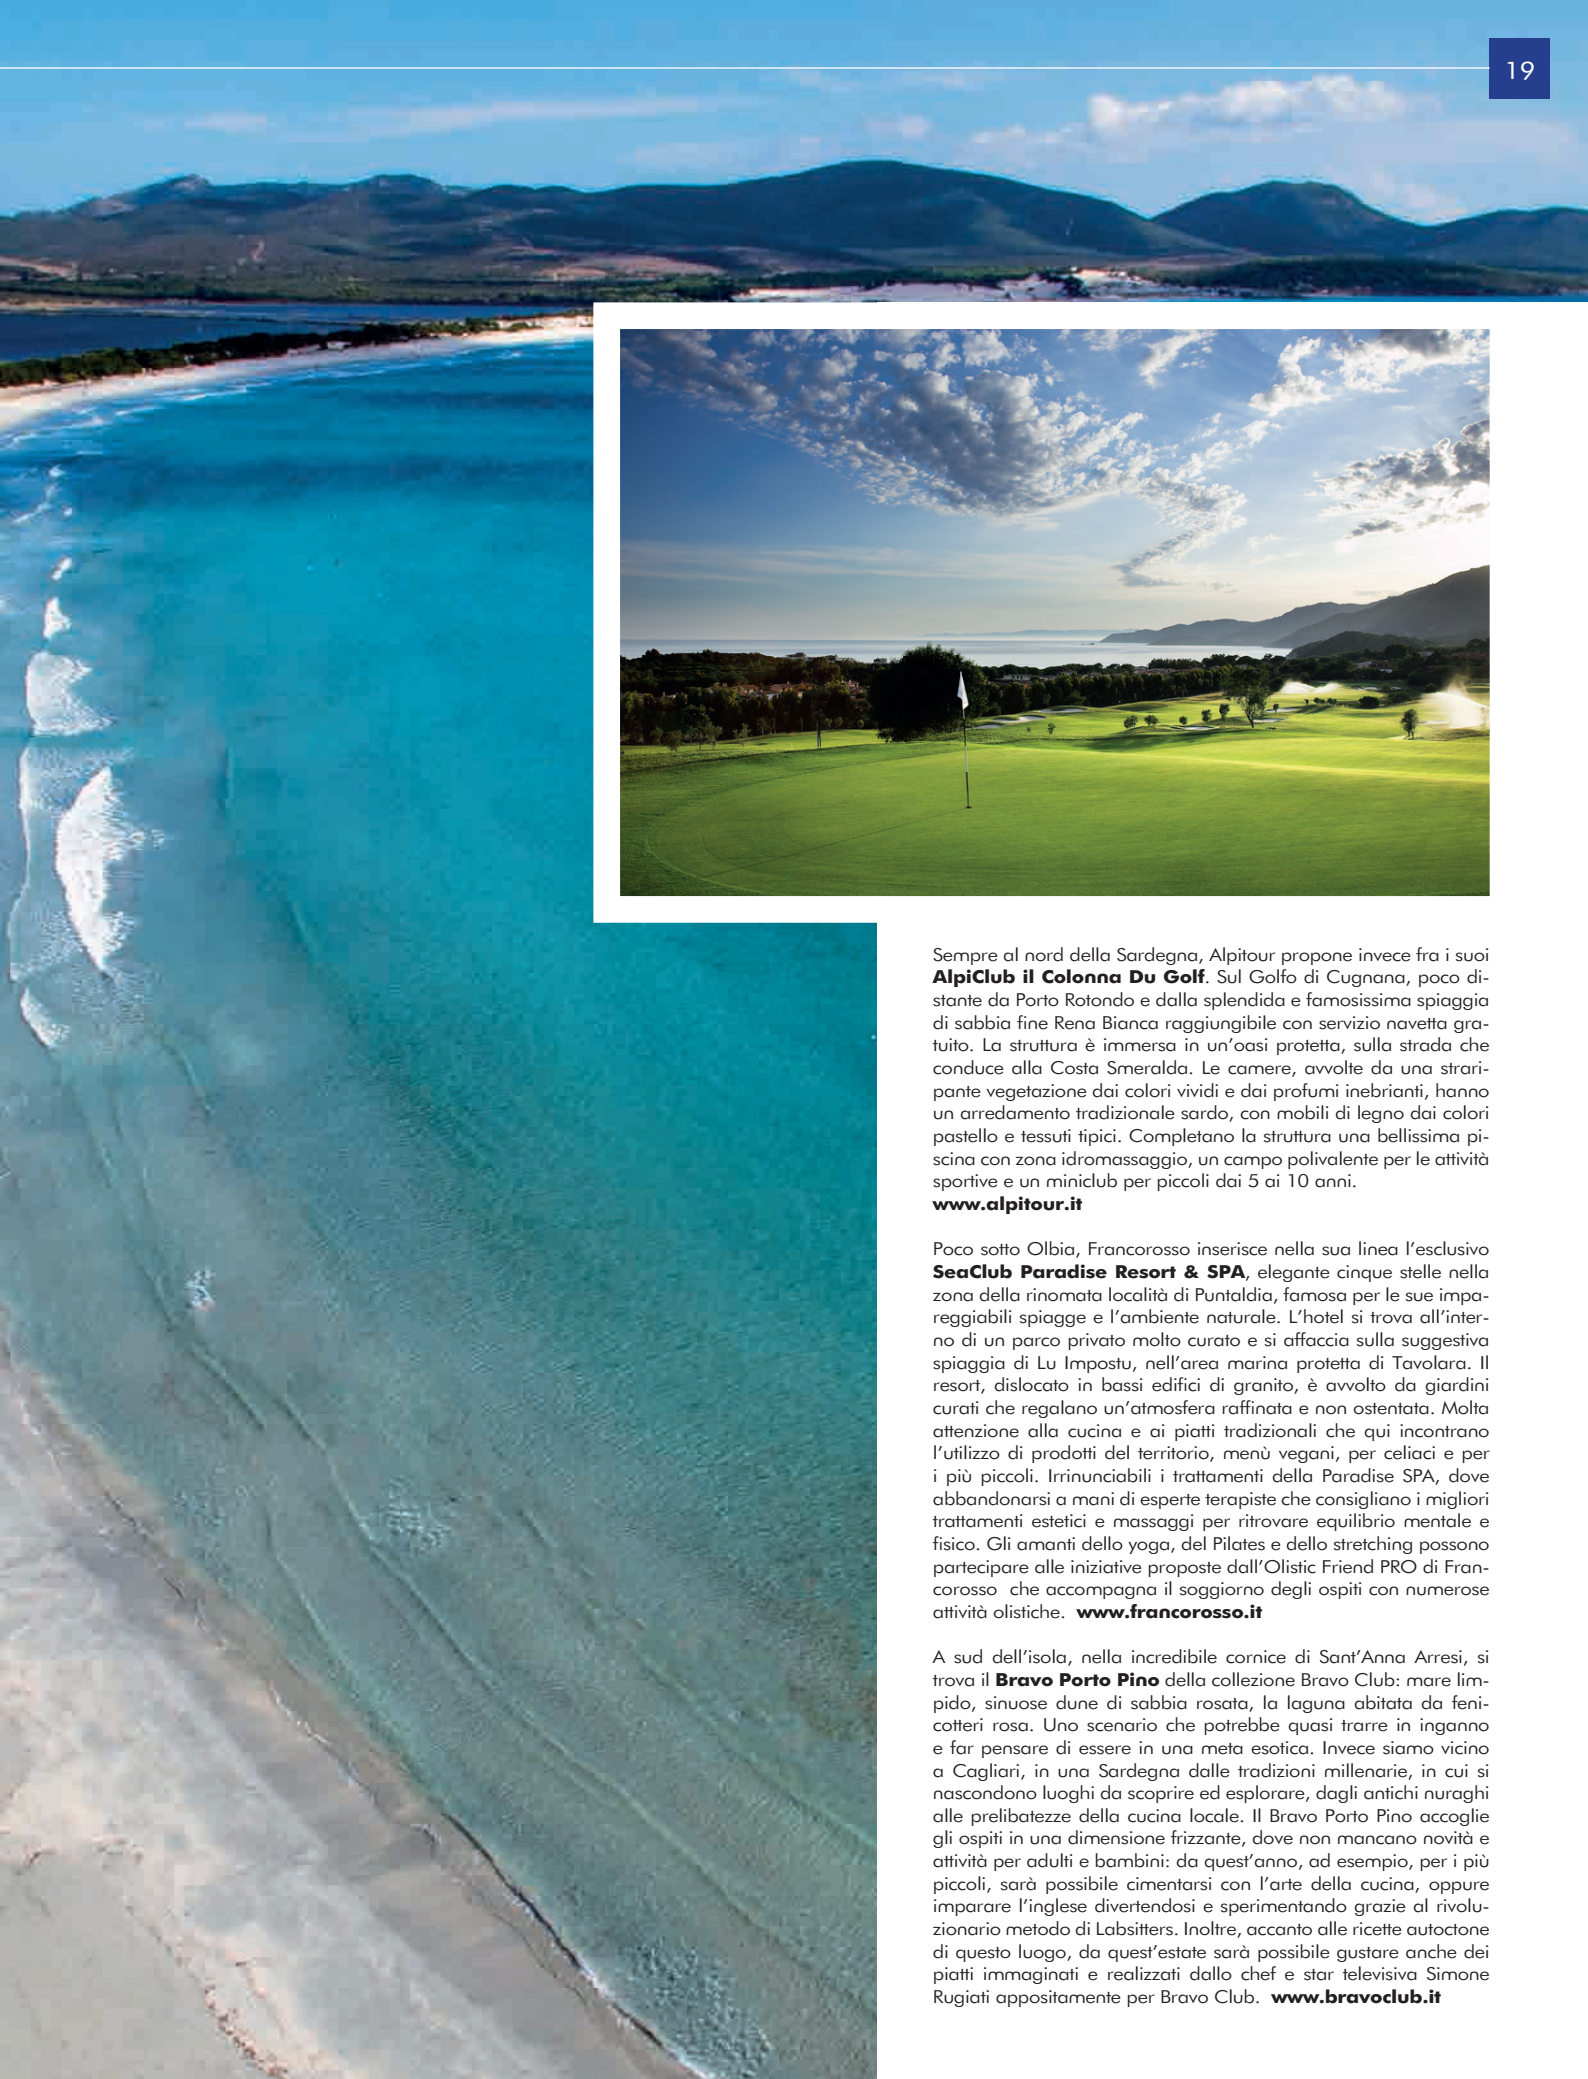 19
Sempre al nord della Sardegna, Alpitour propone invece fra i suoi
AlpiClub il Colonna Du Golf. Sul Golfo di Cugnana, poco di-
stante da Porto Rotondo e dalla splendida e famosissima spiaggia
di sabbia fine Rena Bianca raggiungibile con servizio navetta gra-
tuito. La struttura è immersa in un’oasi protetta, sulla strada che
conduce alla Costa Smeralda. Le camere, avvolte da una strari-
pante vegetazione dai colori vividi e dai profumi inebrianti, hanno
un arredamento tradizionale sardo, con mobili di legno dai colori
pastello e tessuti tipici. Completano la struttura una bellissima pi-
scina con zona idromassaggio, un campo polivalente per le attività
sportive e un miniclub per piccoli dai 5 ai 10 anni.
www.alpitour.it
Poco sotto Olbia, Francorosso inserisce nella sua linea l’esclusivo
SeaClub Paradise Resort & SPA, elegante cinque stelle nella
zona della rinomata località di Puntaldia, famosa per le sue impa-
reggiabili spiagge e l’ambiente naturale. L’hotel si trova all’inter-
no di un parco privato molto curato e si affaccia sulla suggestiva
spiaggia di Lu Impostu, nell’area marina protetta di Tavolara. Il
resort, dislocato in bassi edifici di granito, è avvolto da giardini
curati che regalano un’atmosfera raffinata e non ostentata. Molta
attenzione alla cucina e ai piatti tradizionali che qui incontrano
l’utilizzo di prodotti del territorio, menù vegani, per celiaci e per
i più piccoli. Irrinunciabili i trattamenti della Paradise SPA, dove
abbandonarsi a mani di esperte terapiste che consigliano i migliori
trattamenti estetici e massaggi per ritrovare equilibrio mentale e
fisico. Gli amanti dello yoga, del Pilates e dello stretching possono
partecipare alle iniziative proposte dall’Olistic Friend PRO di Fran-
corosso che accompagna il soggiorno degli ospiti con numerose
attività olistiche. www.francorosso.it
A sud dell’isola, nella incredibile cornice di Sant’Anna Arresi, si
trova il Bravo Porto Pino della collezione Bravo Club: mare lim-
pido, sinuose dune di sabbia rosata, la laguna abitata da feni-
cotteri rosa. Uno scenario che potrebbe quasi trarre in inganno
e far pensare di essere in una meta esotica. Invece siamo vicino
a Cagliari, in una Sardegna dalle tradizioni millenarie, in cui si
nascondono luoghi da scoprire ed esplorare, dagli antichi nuraghi
alle prelibatezze della cucina locale. Il Bravo Porto Pino accoglie
gli ospiti in una dimensione frizzante, dove non mancano novità e
attività per adulti e bambini: da quest’anno, ad esempio, per i più
piccoli, sarà possibile cimentarsi con l’arte della cucina, oppure
imparare l’inglese divertendosi e sperimentando grazie al rivolu-
zionario metodo di Labsitters. Inoltre, accanto alle ricette autoctone
di questo luogo, da quest’estate sarà possibile gustare anche dei
piatti immaginati e realizzati dallo chef e star televisiva Simone
Rugiati appositamente per Bravo Club. www.bravoclub.it